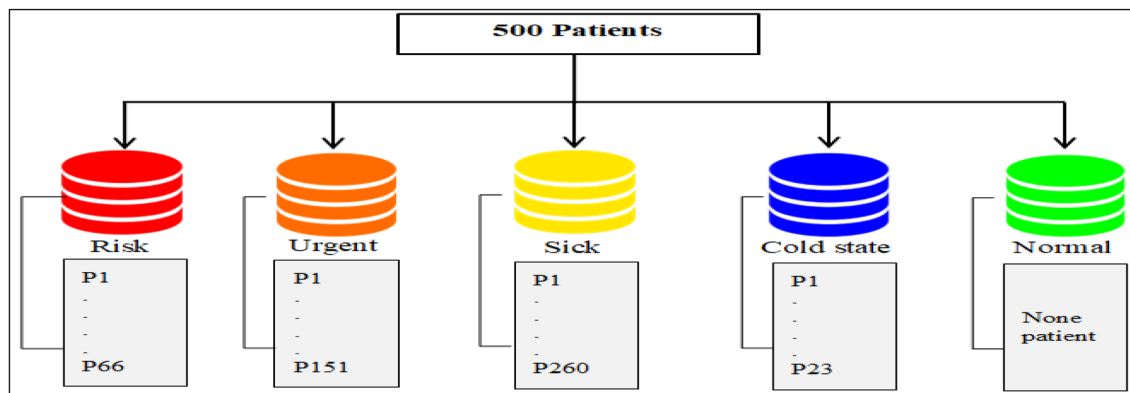 500 Patients
Risk
Urgent
Sick
Cold state
Normal
P1
-
-
-
-
P66
P1
-
-
-
-
P151
P1
-
-
-
-
P260
P1
-
-
-
-
P23
None
patient